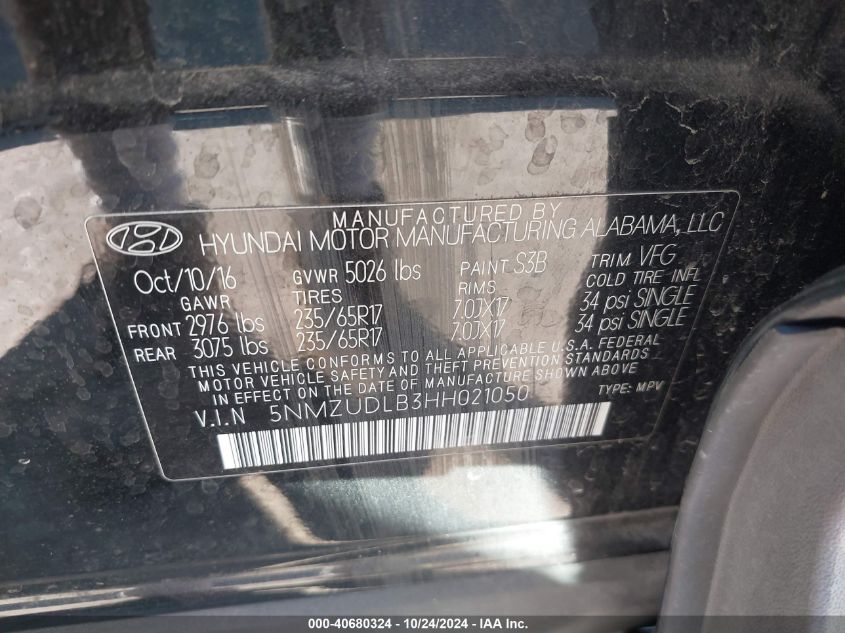 MANUFACTURED BY
HYUNDAI MOTOR MANUFACTURING ALABAMA, LLC
Oct/10/16 GVWR 5026 lbs PAINT S3B TRIM VFG
GAWR TIRES RIMS COLD TIRE INFL
FRONT 2976 lbs 235/65R17 7.0JX17 34 psi SINGLE
REAR 3075 lbs 235/65R17 7.0JX17 34 psi SINGLE
THIS VEHICLE CONFORMS TO ALL APPLICABLE U.S.A. FEDERAL
MOTOR VEHICLE SAFETY AND THEFT PREVENTION STANDARDS
IN EFFECT ON THE DATE OF MANUFACTURE SHOWN ABOVE.
V.I.N 5NMZUDLB3HH021050 TYPE: MPV
000-40680324 - 10/24/2024 - IAA Inc.